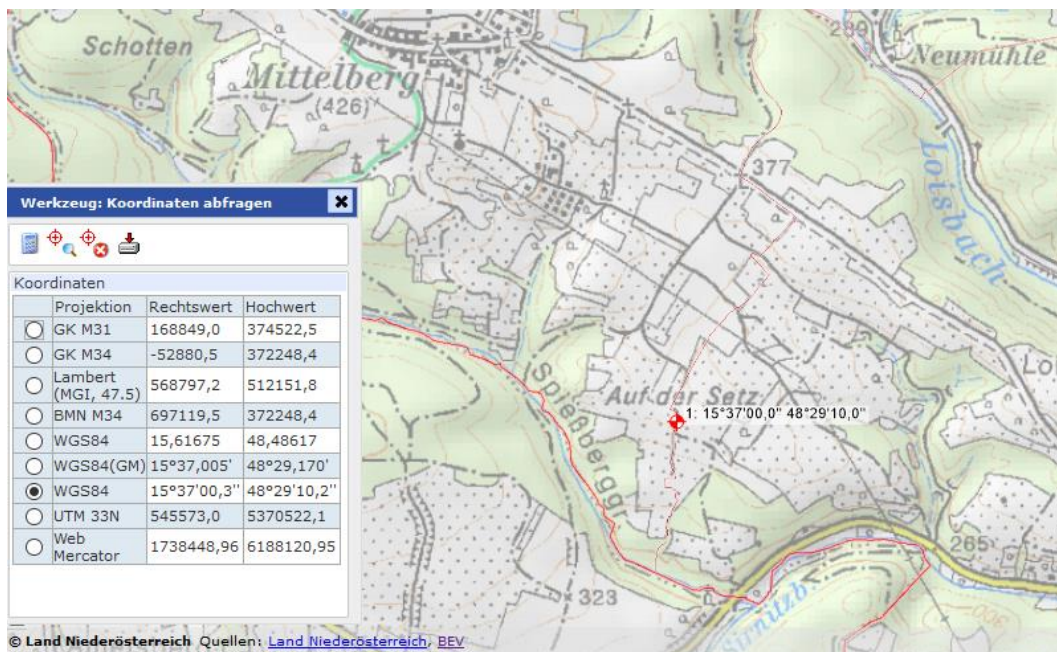 Schotten
Mittelberg
(426)
Neumühle
377
Loisbach
Werkzeug: Koordinaten abfragen
Koordinaten
Projektion Rechtswert Hochwert
GK M31 168849,0 374522,5
GK M34 -52880,5 372248,4
Lambert (MGI, 47.5) 568797,2 512151,8
BMN M34 697119,5 372248,4
WGS84 15,61675 48,48617
WGS84(GM) 15°37,005' 48°29,170'
WGS84 15°37'00,3'' 48°29'10,2''
UTM 33N 545573,0 5370522,1
Web Mercator 1738448,96 6188120,95
Auf der Setz
1: 15°37'00,0'' 48°29'10,0''
265
323
300
© Land Niederösterreich Quellen: Land Niederösterreich, BEV